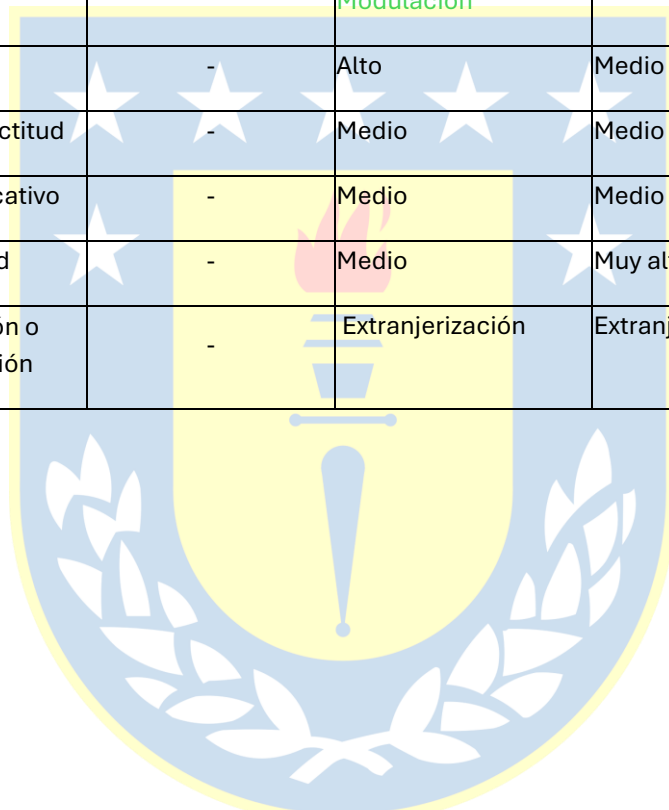 Modulación
- Alto Medio
ctitud - Medio Medio
cativo - Medio Medio
d - Medio Muy al
ón o
ión - Extranjerización Extranj